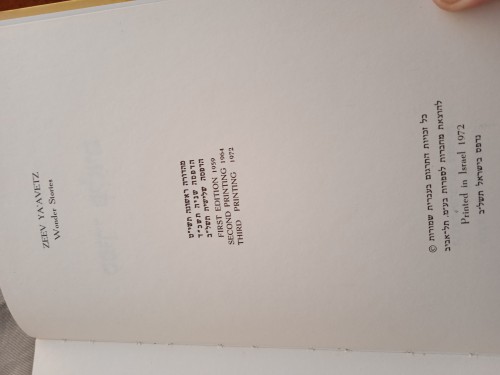 ZEEV YA'AVETZ
Wonder Stories
מהדורה ראשונה תשי״ט
הדפסה שניה תשכ״ד
הדפסה שלישית תשל״ב
FIRST EDITION 1959
SECOND PRINTING 1964
THIRD PRINTING 1972
© כל זכויות התרגום בעברית שמורות
להוצאת מחברות לספרות בע״מ, תל־אביב
Printed in Israel 1972
נדפס בישראל תשל״ב